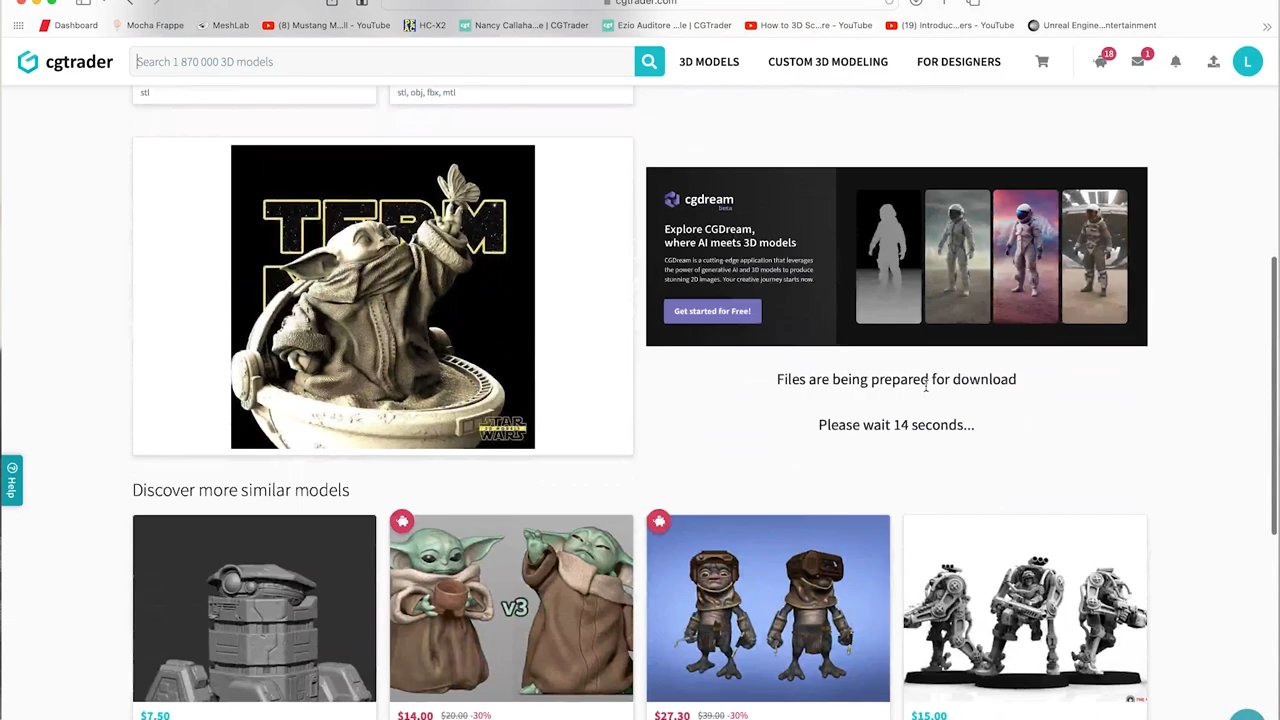 cgtrader.com
Dashboard
Mocha Frappe
MeshLab
(8) Mustang M...ll - YouTube
HC-X2
Nancy Callaha...e | CGTrader
Ezio Auditore ...le | CGTrader
How to 3D Sc...re - YouTube
(19) Introduc...ers - YouTube
Unreal Engine...ntertainment
cgtrader
Search 1 870 000 3D models
3D MODELS
CUSTOM 3D MODELING
FOR DESIGNERS
18
1
L
stl
stl, obj, fbx, mtl
TERM
STAR WARS
3D MODELS
cgdream
beta
Explore CGDream,
where AI meets 3D models
CGDream is a cutting-edge application that leverages
the power of generative AI and 3D models to produce
stunning 2D images. Your creative journey starts now.
Get started for Free!
Files are being prepared for download
Please wait 14 seconds...
Help
Discover more similar models
v3
$7.50
$14.00 $20.00 -30%
$27.30 $39.00 -30%
$15.00